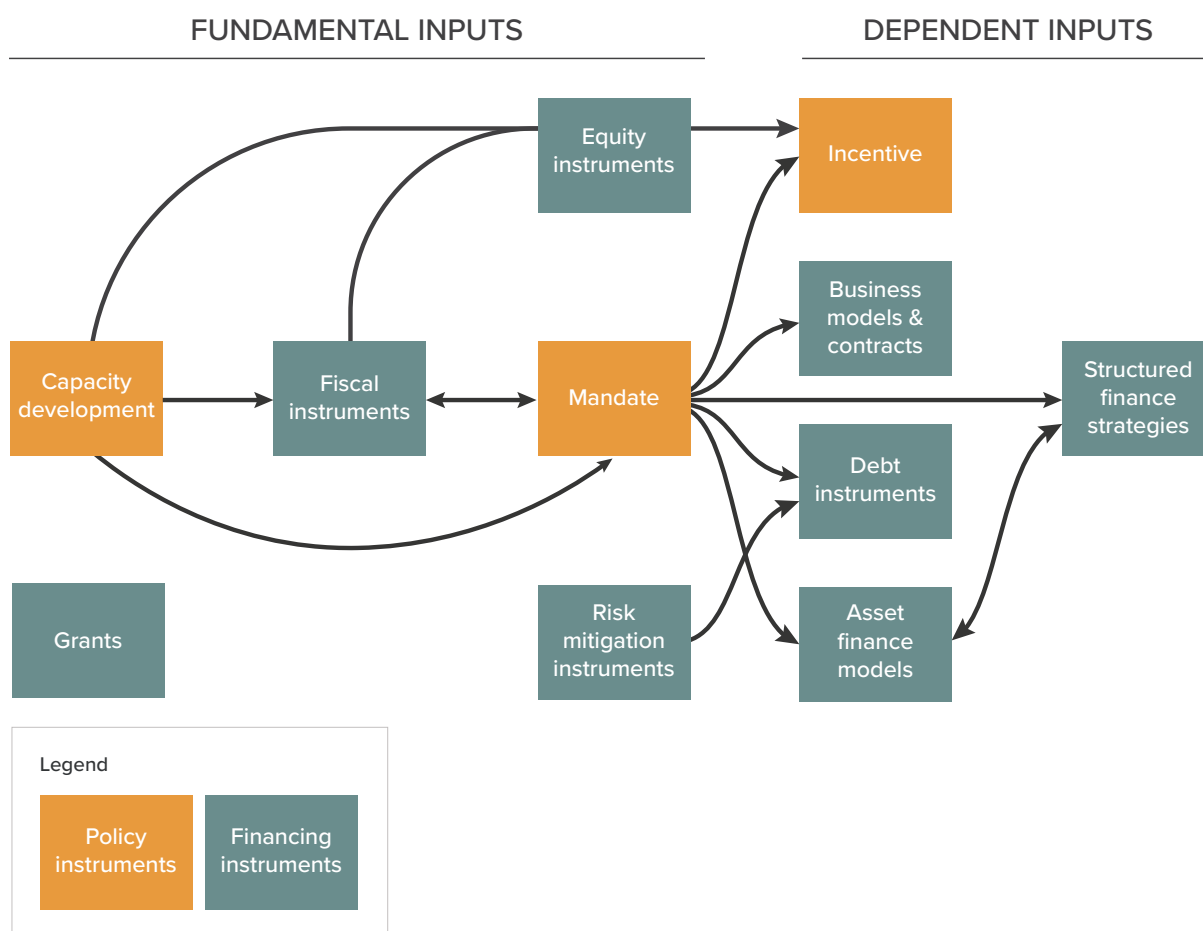 FUNDAMENTAL INPUTS
DEPENDENT INPUTS
Equity
instruments
Incentive
Business
models &
contracts
Capacity
development
Fiscal
instruments
Mandate
Structured
finance
strategies
Debt
instruments
Grants
Risk
mitigation
instruments
Asset
finance
models
Legend
Policy
instruments
Financing
instruments